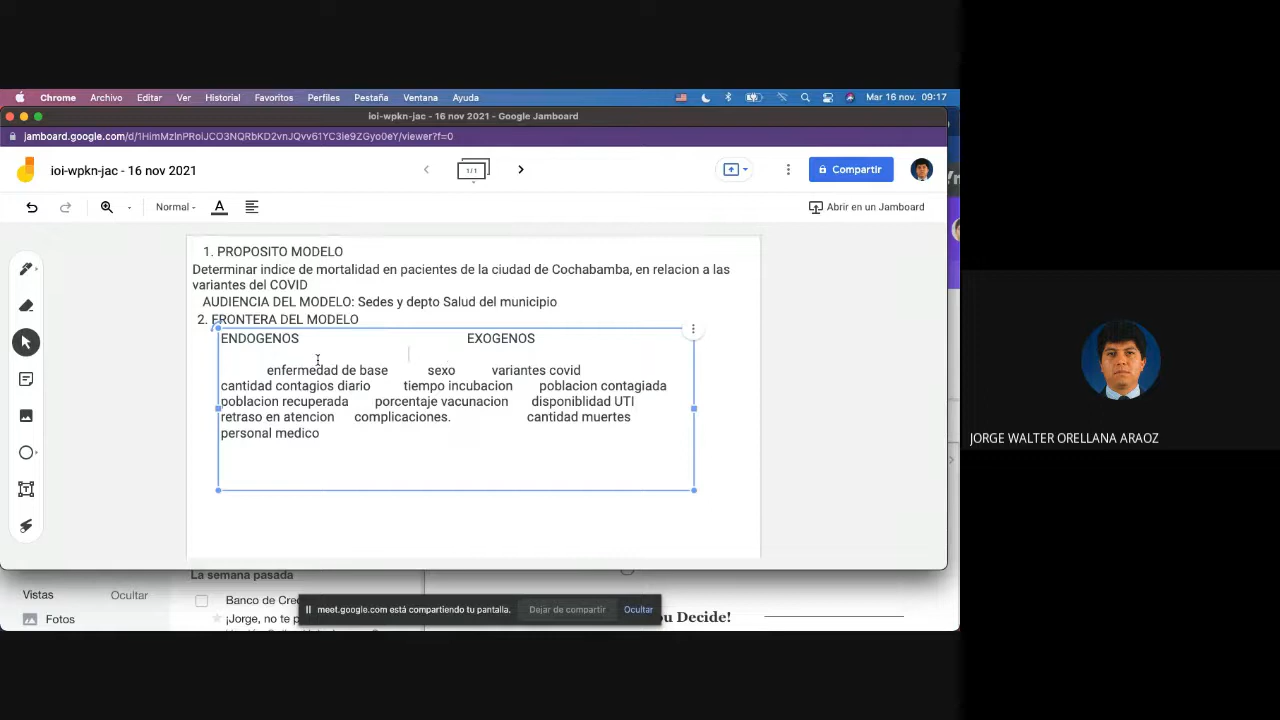 Chrome Archivo Editar Ver Historial Favoritos Perfiles Pestaña Ventana Ayuda Mar 16 nov. 09:17
ioi-wpkn-jac - 16 nov 2021 - Google Jamboard
ioi-wpkn-jac - 16 nov 2021
1/1
Compartir
Normal
Abrir en un Jamboard
1. PROPOSITO MODELO
Determinar indice de mortalidad en pacientes de la ciudad de Cochabamba, en relacion a las
variantes del COVID
AUDIENCIA DEL MODELO: Sedes y depto Salud del municipio
2. FRONTERA DEL MODELO
ENDOGENOS EXOGENOS
enfermedad de base sexo variantes covid
cantidad contagios diario tiempo incubacion poblacion contagiada
poblacion recuperada porcentaje vacunacion disponiblidad UTI
retraso en atencion complicaciones. cantidad muertes
personal medico
JORGE WALTER ORELLANA ARAOZ
La semana pasada
Vistas Ocultar
Banco de Cre
Fotos
¡Jorge, no te p
meet.google.com está compartiendo tu pantalla. Dejar de compartir Ocultar
ou Decide!